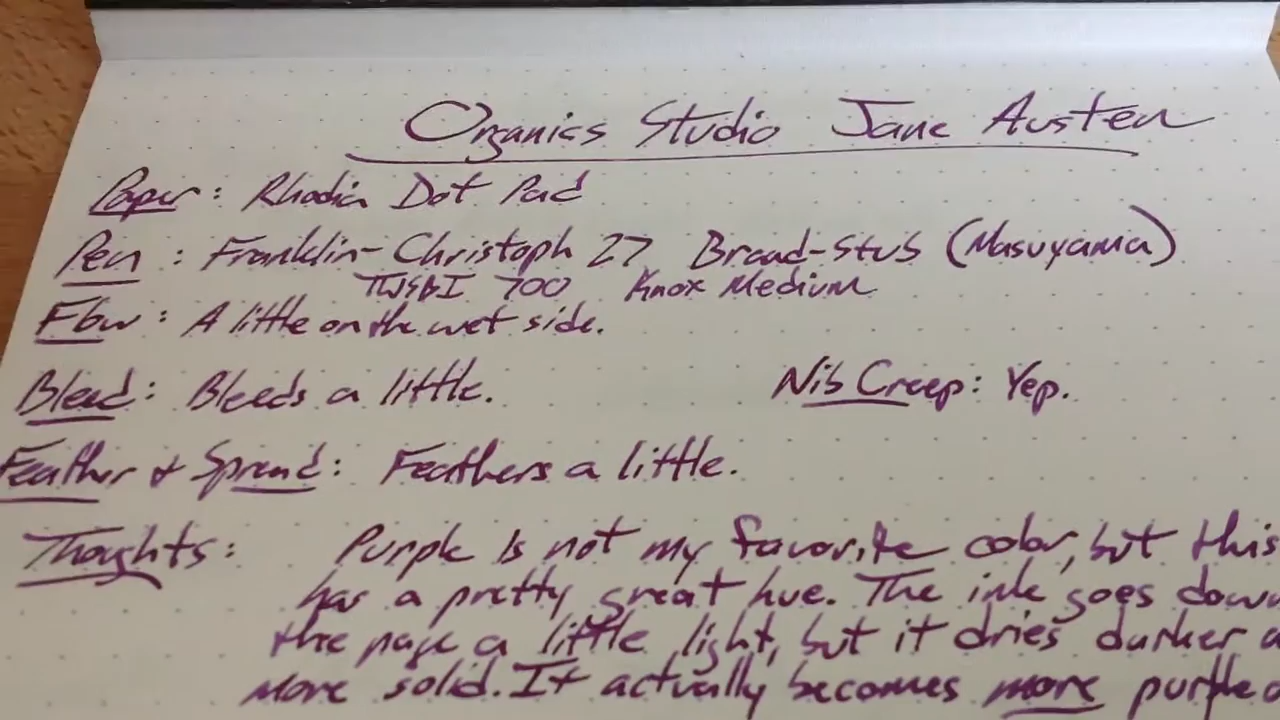 Organics Studio Jane Austen
Paper: Rhodia Dot Pad
Pen: Franklin-Christoph 27 Broad-Stub (Masuyama)
TWSBI 700 Knox Medium
Flow: A little on the wet side.
Bleed: Bleeds a little. Nib Creep: Yep.
Feather & Spread: Feathers a little.
Thoughts: Purple is not my favorite color, but this
has a pretty great hue. The ink goes down
the page a little light, but it dries darker
more solid. It actually becomes more purple